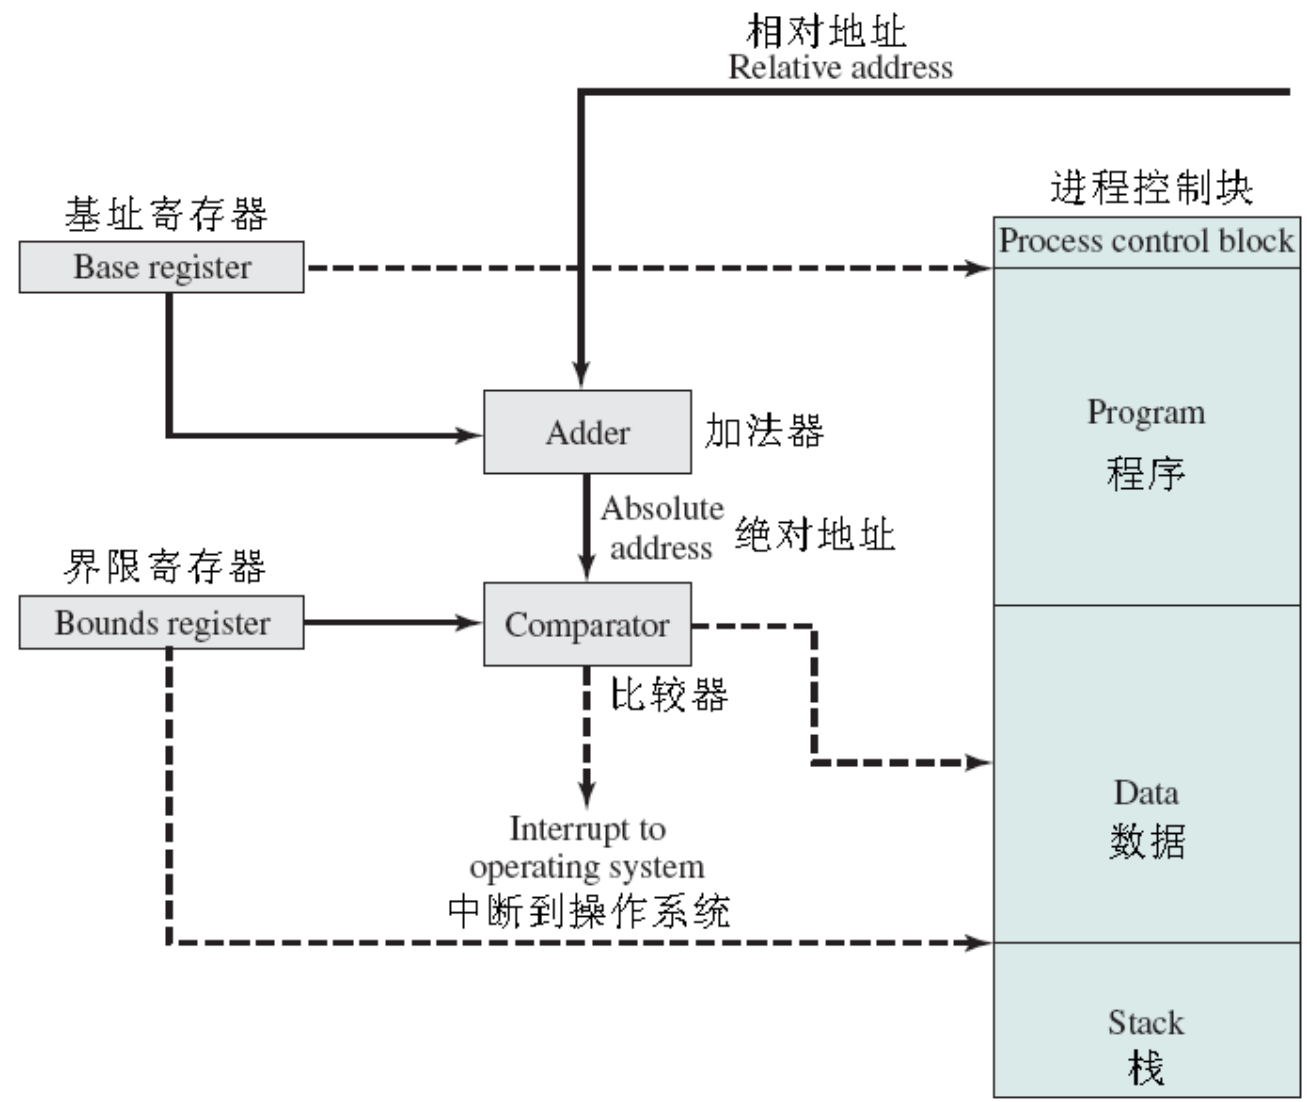 相对地址
Relative address
进程控制块
Process control block
基址寄存器
Base register
Program
程序
Adder
加法器
Absolute
address
绝对地址
界限寄存器
Bounds register
Comparator
比较器
Data
数据
Interrupt to
operating system
中断到操作系统
Stack
栈